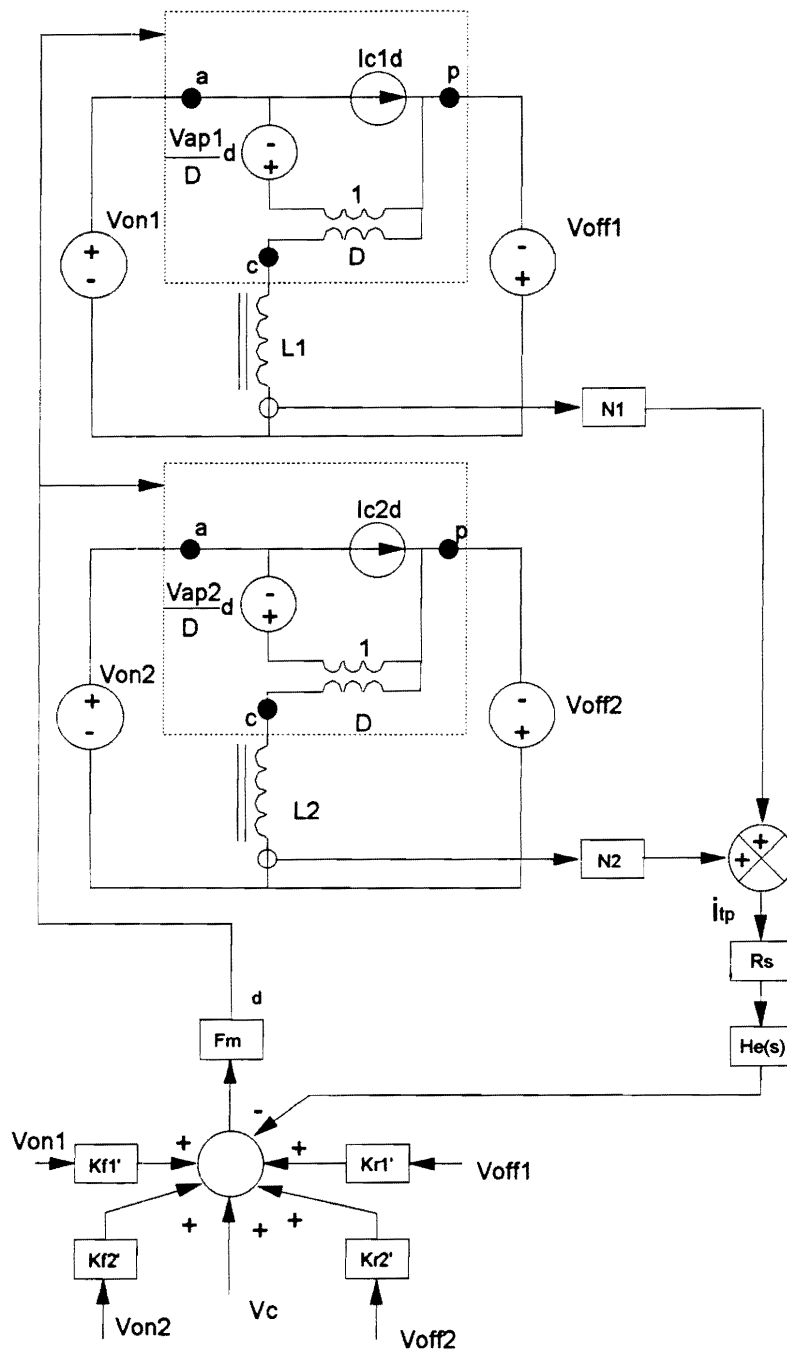 Ic1d
a
p
Vap1
D
d
-
+
1
D
Von1
+
-
Voff1
-
+
c
L1
N1
Ic2d
a
p
Vap2
D
d
-
+
1
D
Von2
+
-
Voff2
-
+
c
L2
N2
+
+
itp
Rs
He(s)
d
Fm
-
Von1
Kf1'
+
+
Kr1'
Voff1
Kf2'
+
+
+
Kr2'
Von2
Vc
Voff2